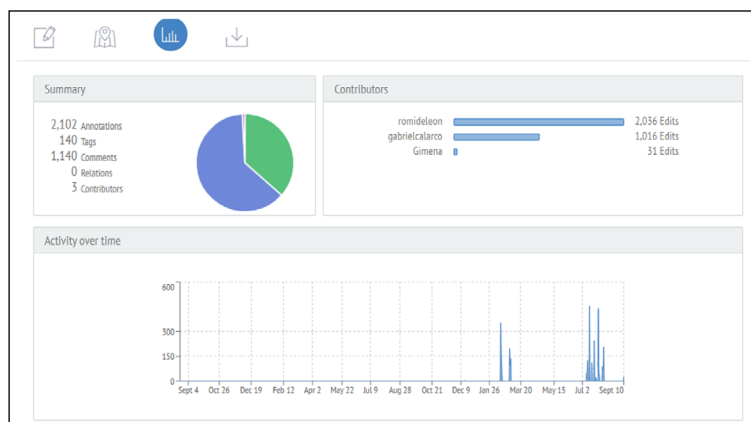 Summary
2,102 Annotations
140 Tags
1,140 Comments
0 Relations
3 Contributors
Contributors
romideleon 2,036 Edits
gabrielcalarco 1,016 Edits
Gimena 31 Edits
Activity over time
600
300
150
0
Sept 4 Oct 26 Dec 19 Feb 12 Apr 2 May 22 Jul 9 Aug 28 Oct 21 Dec 9 Jan 26 Mar 20 May 15 Jul 2 Sept 10